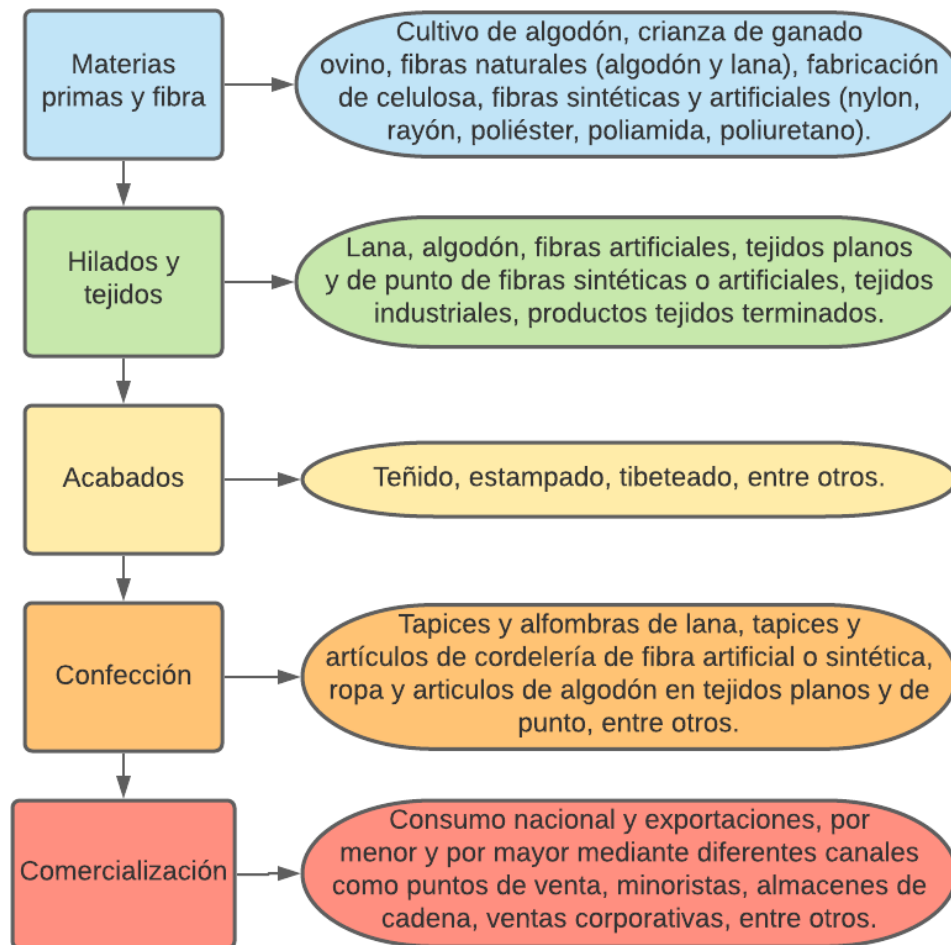 Materias
primas y fibra
Cultivo de algodón, crianza de ganado
ovino, fibras naturales (algodón y lana), fabricación
de celulosa, fibras sintéticas y artificiales (nylon,
rayón, poliéster, poliamida, poliuretano).
Hilados y
tejidos
Lana, algodón, fibras artificiales, tejidos planos
y de punto de fibras sintéticas o artificiales, tejidos
industriales, productos tejidos terminados.
Acabados
Teñido, estampado, tibeteado, entre otros.
Confección
Tapices y alfombras de lana, tapices y
artículos de cordelería de fibra artificial o sintética,
ropa y articulos de algodón en tejidos planos y de
punto, entre otros.
Comercialización
Consumo nacional y exportaciones, por
menor y por mayor mediante diferentes canales
como puntos de venta, minoristas, almacenes de
cadena, ventas corporativas, entre otros.